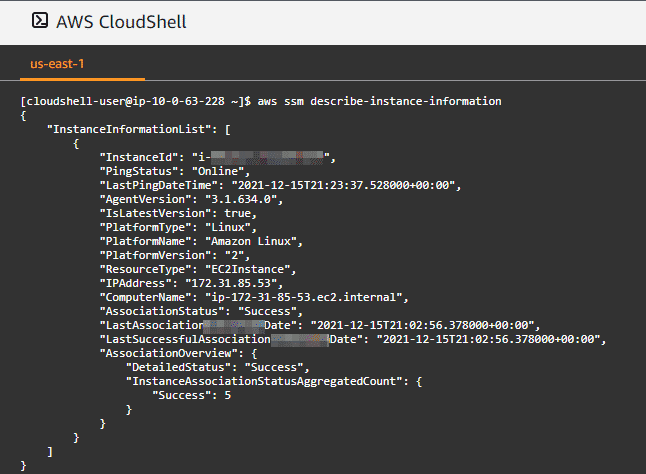 AWS CloudShell
us-east-1
[cloudshell-user@ip-10-0-63-228 ~]$ aws ssm describe-instance-information
{
    "InstanceInformationList": [
        {
            "InstanceId": "i-",
            "PingStatus": "Online",
            "LastPingDateTime": "2021-12-15T21:23:37.528000+00:00",
            "AgentVersion": "3.1.634.0",
            "IsLatestVersion": true,
            "PlatformType": "Linux",
            "PlatformName": "Amazon Linux",
            "PlatformVersion": "2",
            "ResourceType": "EC2Instance",
            "IPAddress": "172.31.85.53",
            "ComputerName": "ip-172-31-85-53.ec2.internal",
            "AssociationStatus": "Success",
            "LastAssociation Date": "2021-12-15T21:02:56.378000+00:00",
            "LastSuccessfulAssociation Date": "2021-12-15T21:02:56.378000+00:00",
            "AssociationOverview": {
                "DetailedStatus": "Success",
                "InstanceAssociationStatusAggregatedCount": {
                    "Success": 5
                }
            }
        }
    ]
}